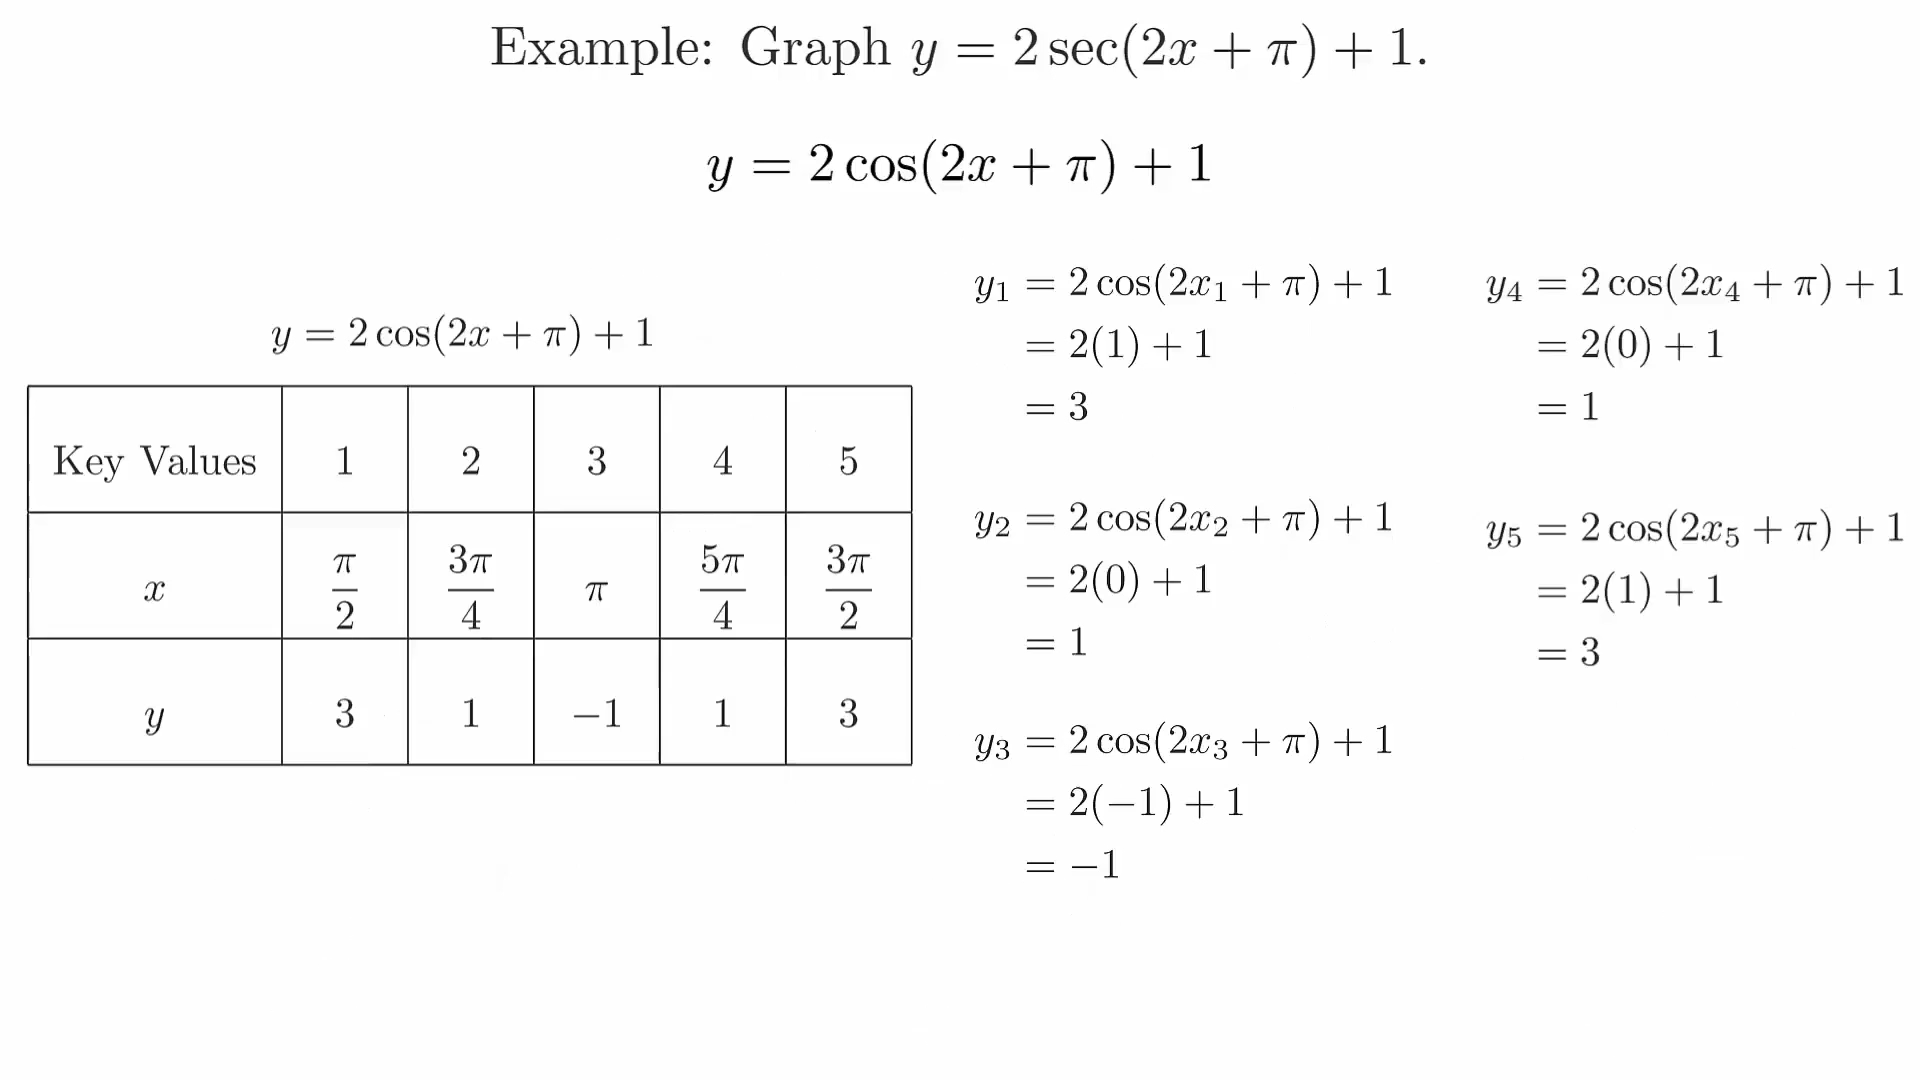 Example: Graph y = 2 sec(2x + π) + 1.
y = 2 cos(2x + π) + 1
y = 2 cos(2x + π) + 1
Key Values 1 2 3 4 5
x π/2 3π/4 π 5π/4 3π/2
y 3 1 −1 1 3
y₁ = 2 cos(2x₁ + π) + 1
= 2(1) + 1
= 3
y₂ = 2 cos(2x₂ + π) + 1
= 2(0) + 1
= 1
y₃ = 2 cos(2x₃ + π) + 1
= 2(−1) + 1
= −1
y₄ = 2 cos(2x₄ + π) + 1
= 2(0) + 1
= 1
y₅ = 2 cos(2x₅ + π) + 1
= 2(1) + 1
= 3